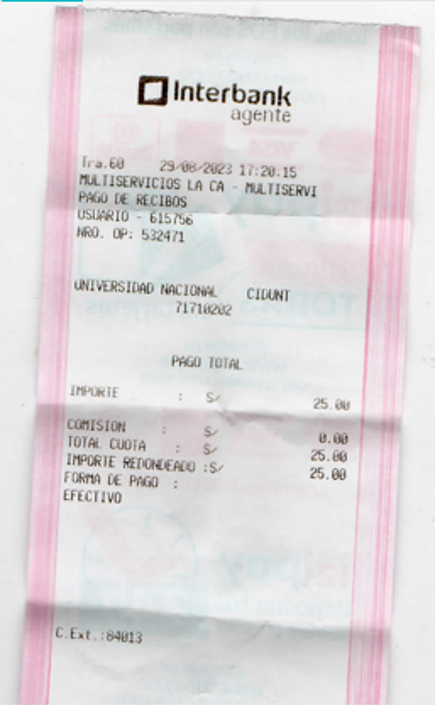 Interbank
agente
Tra.60 29/08/2023 17:20:15
MULTISERVICIOS LA CA - MULTISERVI
PAGO DE RECIBOS
USUARIO - 615756
NRO. OP: 532471
UNIVERSIDAD NACIONAL CIDUNT
71710202
PAGO TOTAL
IMPORTE : S/ 25.00
COMISION : S/ 0.00
TOTAL CUOTA : S/ 25.00
IMPORTE REDONDEADO :S/ 25.00
FORMA DE PAGO :
EFECTIVO
C.Ext.:84013